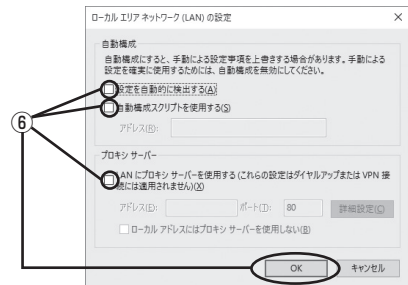 ローカル エリア ネットワーク (LAN) の設定
自動構成
自動構成にすると、手動による設定事項を上書きする場合があります。手動による
設定を確実に使用するためには、自動構成を無効にしてください。
設定を自動的に検出する(A)
自動構成スクリプトを使用する(S)
アドレス(R):
プロキシ サーバー
LAN にプロキシ サーバーを使用する (これらの設定はダイヤルアップまたは VPN 接
続には適用されません)(X)
アドレス(E): ポート(T): 80 詳細設定(C)
ローカル アドレスにはプロキシ サーバーを使用しない(B)
OK キャンセル
⑥